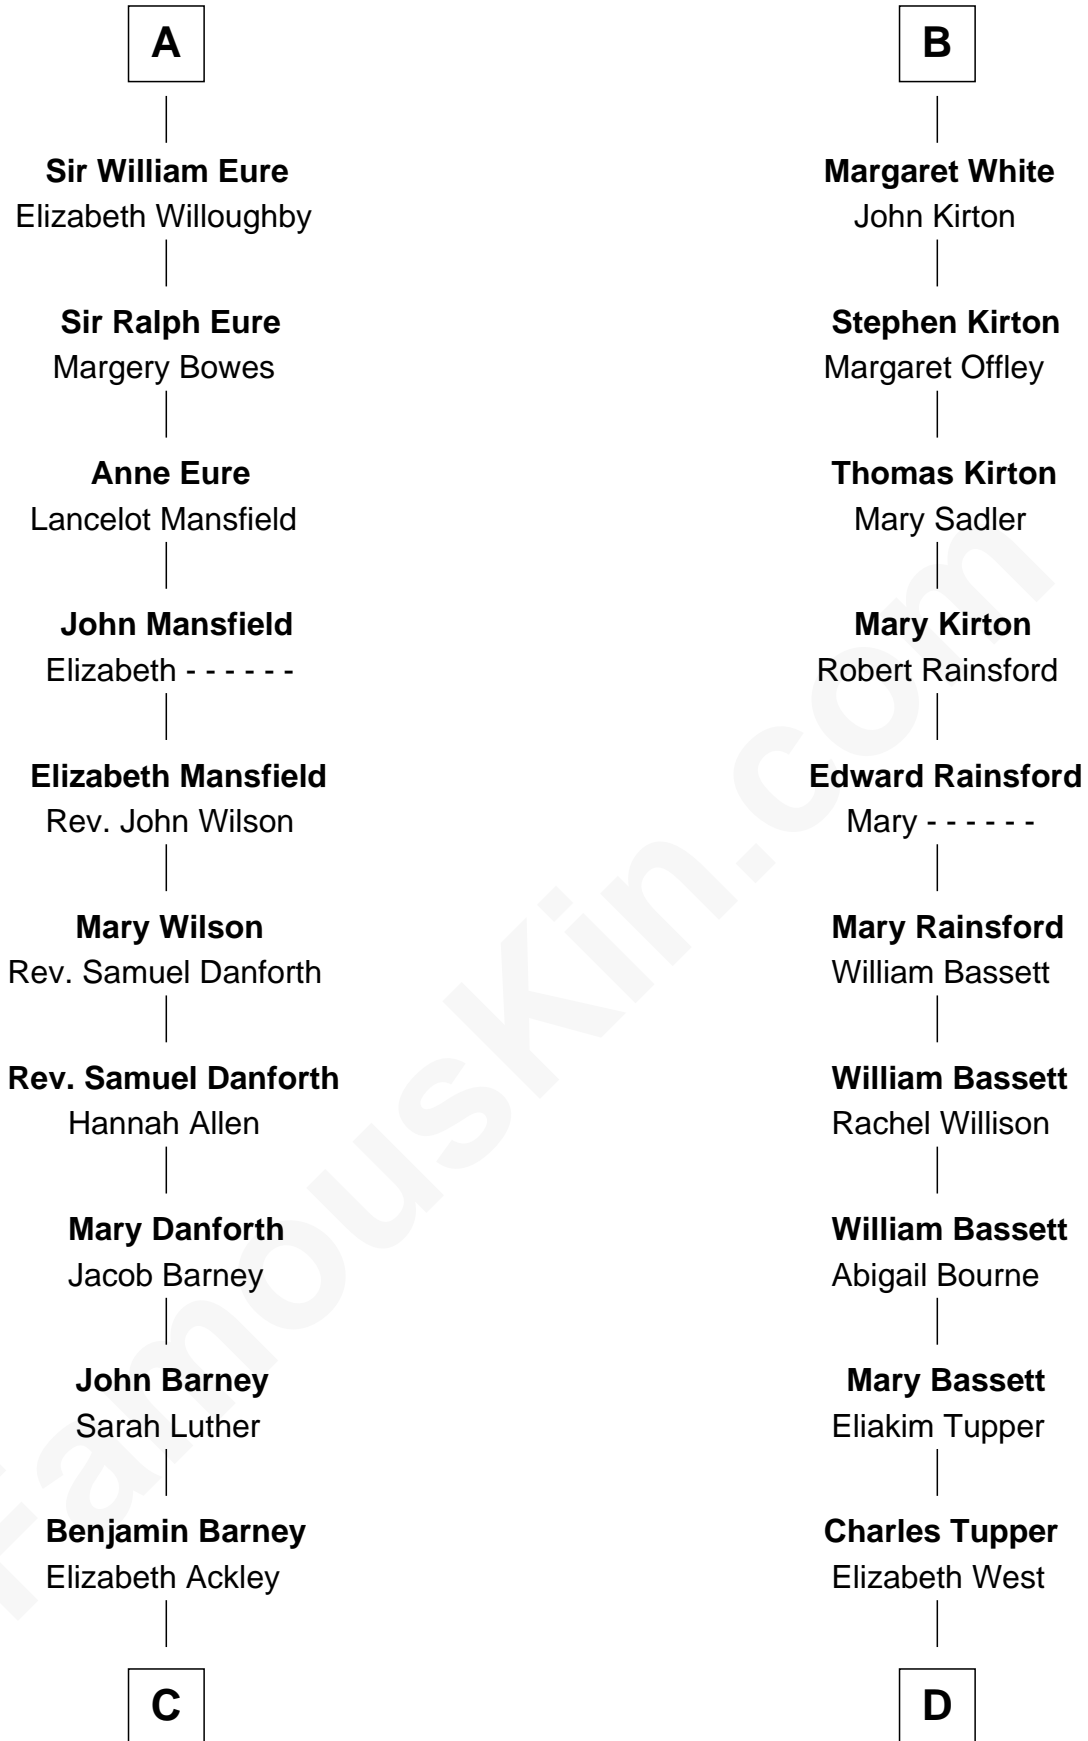 A
Sir William Eure
Elizabeth Willoughby
Sir Ralph Eure
Margery Bowes
Anne Eure
Lancelot Mansfield
John Mansfield
Elizabeth - - - - - -
Elizabeth Mansfield
Rev. John Wilson
Mary Wilson
Rev. Samuel Danforth
Rev. Samuel Danforth
Hannah Allen
Mary Danforth
Jacob Barney
John Barney
Sarah Luther
Benjamin Barney
Elizabeth Ackley
C
B
Margaret White
John Kirton
Stephen Kirton
Margaret Offley
Thomas Kirton
Mary Sadler
Mary Kirton
Robert Rainsford
Edward Rainsford
Mary - - - - - -
Mary Rainsford
William Bassett
William Bassett
Rachel Willison
William Bassett
Abigail Bourne
Mary Bassett
Eliakim Tupper
Charles Tupper
Elizabeth West
D
FamousKin.com